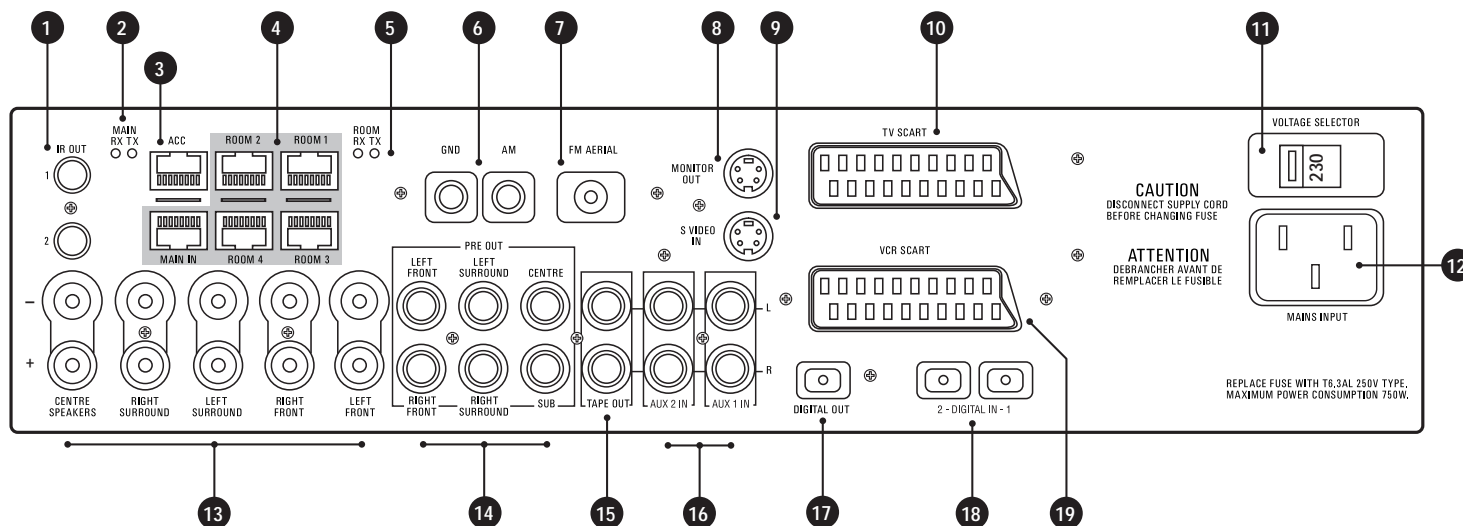 1
2
3
4
5
6
7
8
9
10
11
MAIN
RX TX
ACC
ROOM 2
ROOM 1
ROOM
RX TX
IR OUT
1
2
MAIN IN
ROOM 4
ROOM 3
GND
AM
FM AERIAL
MONITOR
OUT
S VIDEO
IN
TV SCART
VCR SCART
CAUTION
DISCONNECT SUPPLY CORD
BEFORE CHANGING FUSE
ATTENTION
DEBRANCHER AVANT DE
REMPLACER LE FUSIBLE
VOLTAGE SELECTOR
230
12
MAINS INPUT
PRE OUT
LEFT
FRONT
LEFT
SURROUND
CENTRE
L
R
−
+
CENTRE
SPEAKERS
RIGHT
SURROUND
LEFT
SURROUND
RIGHT
FRONT
LEFT
FRONT
RIGHT
FRONT
RIGHT
SURROUND
SUB
TAPE OUT
AUX 2 IN
AUX 1 IN
DIGITAL OUT
2 - DIGITAL IN - 1
REPLACE FUSE WITH T6,3AL 250V TYPE.
MAXIMUM POWER CONSUMPTION 750W.
13
14
15
16
17
18
19